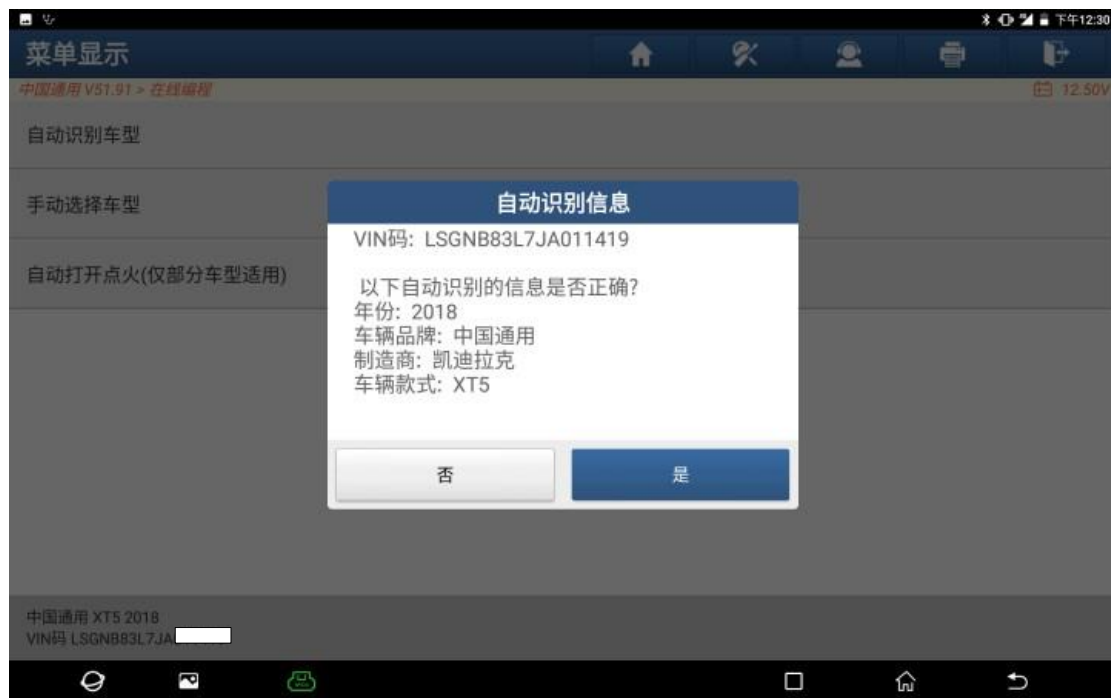 下午12:30
菜单显示
中国通用 V51.91 > 在线编程
12.50V
自动识别车型
手动选择车型
自动打开点火(仅部分车型适用)
自动识别信息
VIN码: LSGNB83L7JA011419
以下自动识别的信息是否正确?
年份: 2018
车辆品牌: 中国通用
制造商: 凯迪拉克
车辆款式: XT5
否
是
中国通用 XT5 2018
VIN码 LSGNB83L7JA